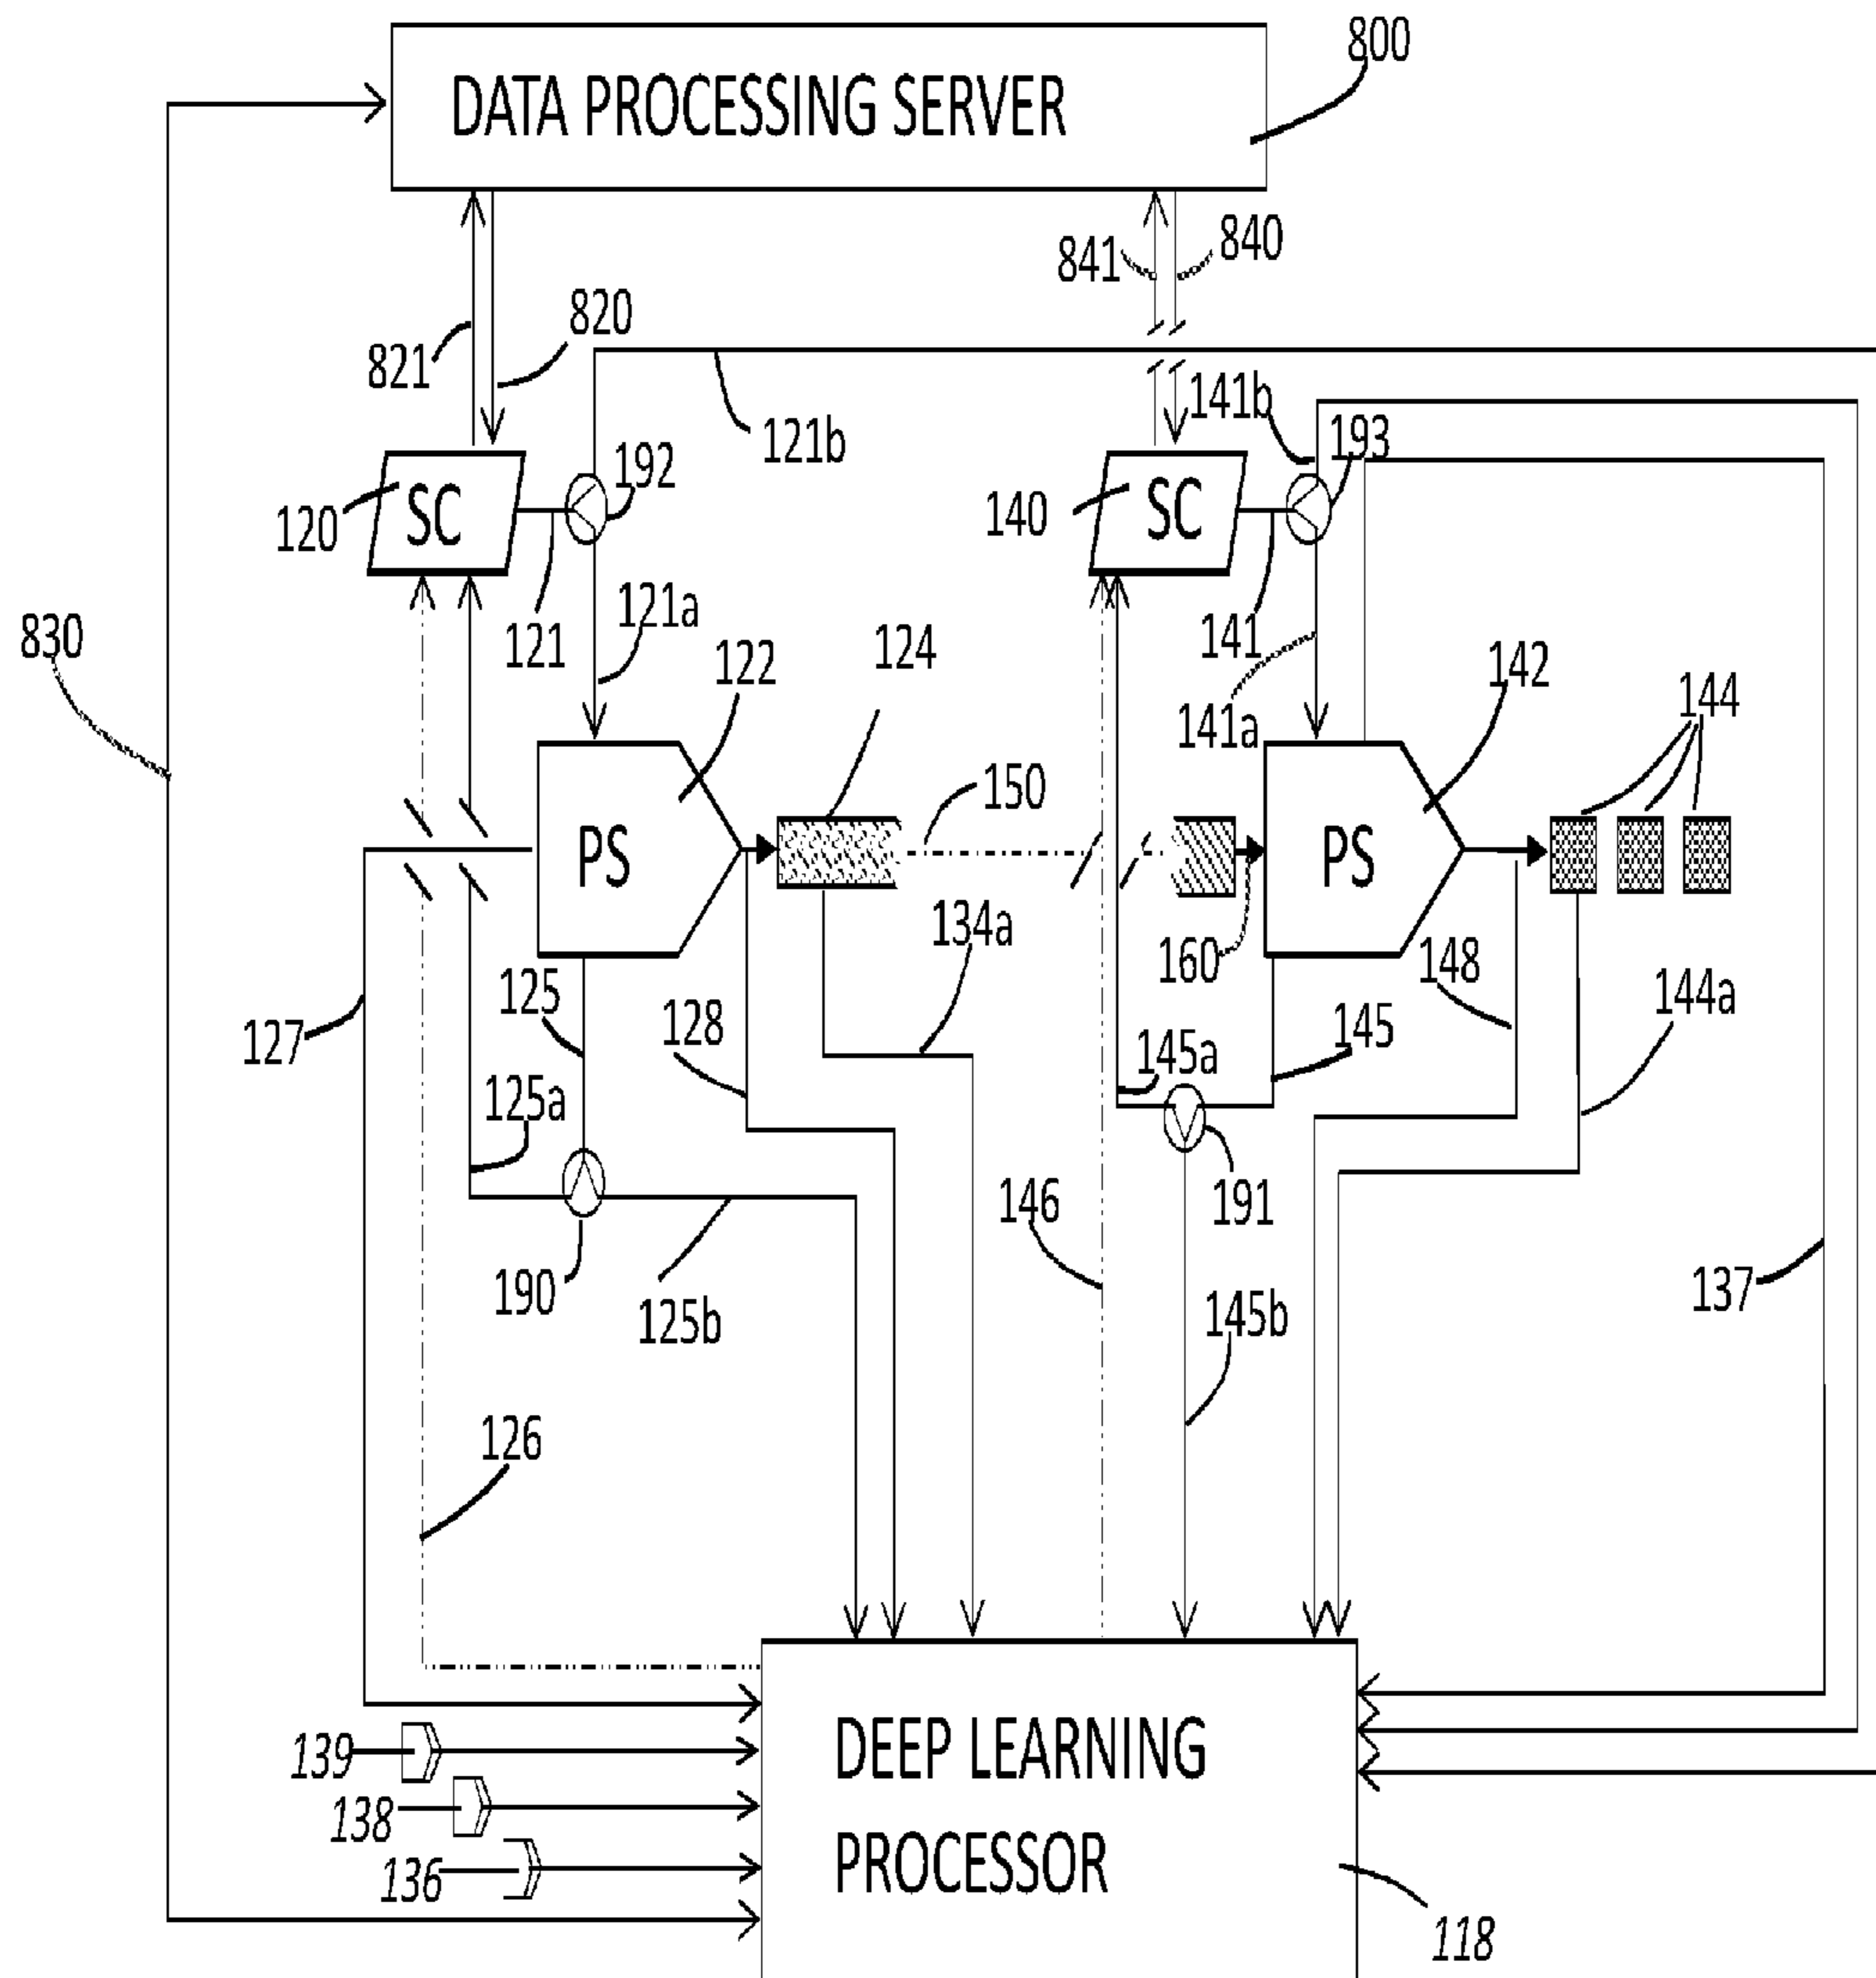 800
DATA PROCESSING SERVER
841
840
821
820
121b
141b
193
192
120
SC
140
SC
121
121a
141
141a
830
122
124
142
144
150
PS
PS
160
134a
148
144a
125
127
128
145a
145
125a
191
146
190
125b
145b
137
126
DEEP LEARNING
PROCESSOR
139
138
136
118